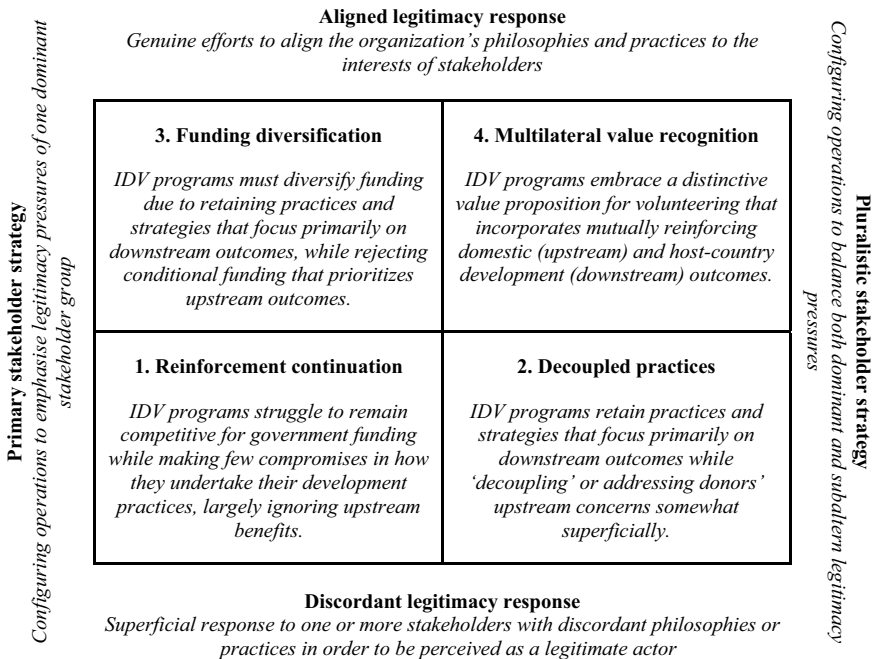 Aligned legitimacy response
Genuine efforts to align the organization's philosophies and practices to the
interests of stakeholders
Primary stakeholder strategy
Configuring operations to emphasise legitimacy pressures of one dominant
stakeholder group
3. Funding diversification
IDV programs must diversify funding
due to retaining practices and
strategies that focus primarily on
downstream outcomes, while rejecting
conditional funding that prioritizes
upstream outcomes.
4. Multilateral value recognition
IDV programs embrace a distinctive
value proposition for volunteering that
incorporates mutually reinforcing
domestic (upstream) and host-country
development (downstream) outcomes.
1. Reinforcement continuation
IDV programs struggle to remain
competitive for government funding
while making few compromises in how
they undertake their development
practices, largely ignoring upstream
benefits.
2. Decoupled practices
IDV programs retain practices and
strategies that focus primarily on
downstream outcomes while
‘decoupling’ or addressing donors’
upstream concerns somewhat
superficially.
Pluralistic stakeholder strategy
Configuring operations to balance both dominant and subaltern legitimacy
pressures
Discordant legitimacy response
Superficial response to one or more stakeholders with discordant philosophies or
practices in order to be perceived as a legitimate actor